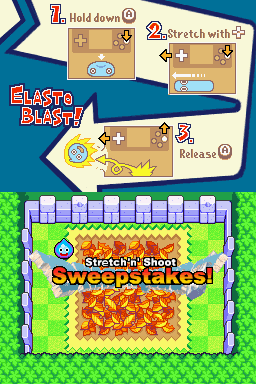 1. Hold down Ⓐ
2. Stretch with
ELASTO
BLAST!
3.
Release Ⓐ
Stretch 'n' Shoot
Sweepstakes!